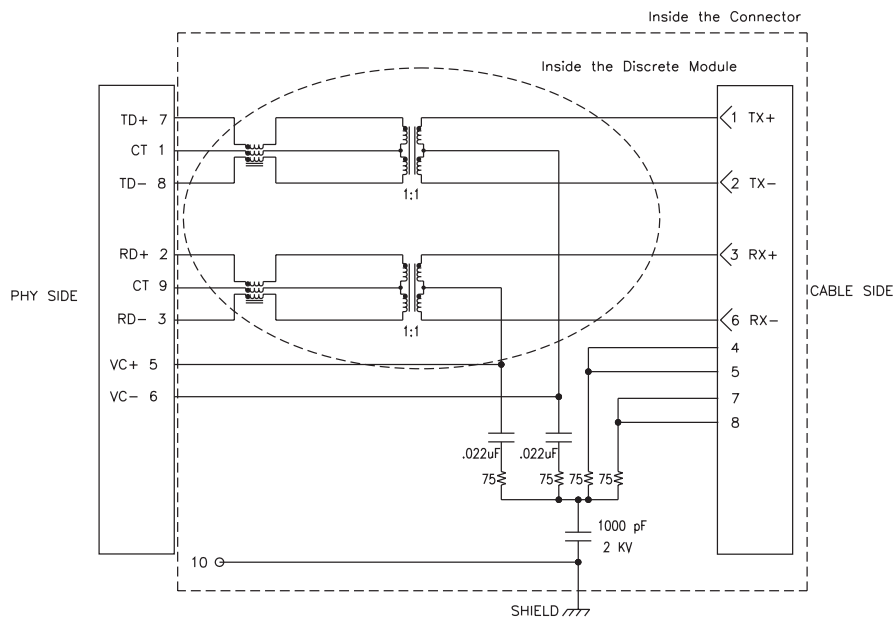 Inside the Connector
Inside the Discrete Module
PHY SIDE
CABLE SIDE
TD+ 7
CT 1
TD- 8
1:1
1 TX+
2 TX-
RD+ 2
CT 9
RD- 3
1:1
3 RX+
6 RX-
VC+ 5
VC- 6
4
5
7
8
.022uF
.022uF
75
75
75
75
1000 pF
2 KV
10
SHIELD